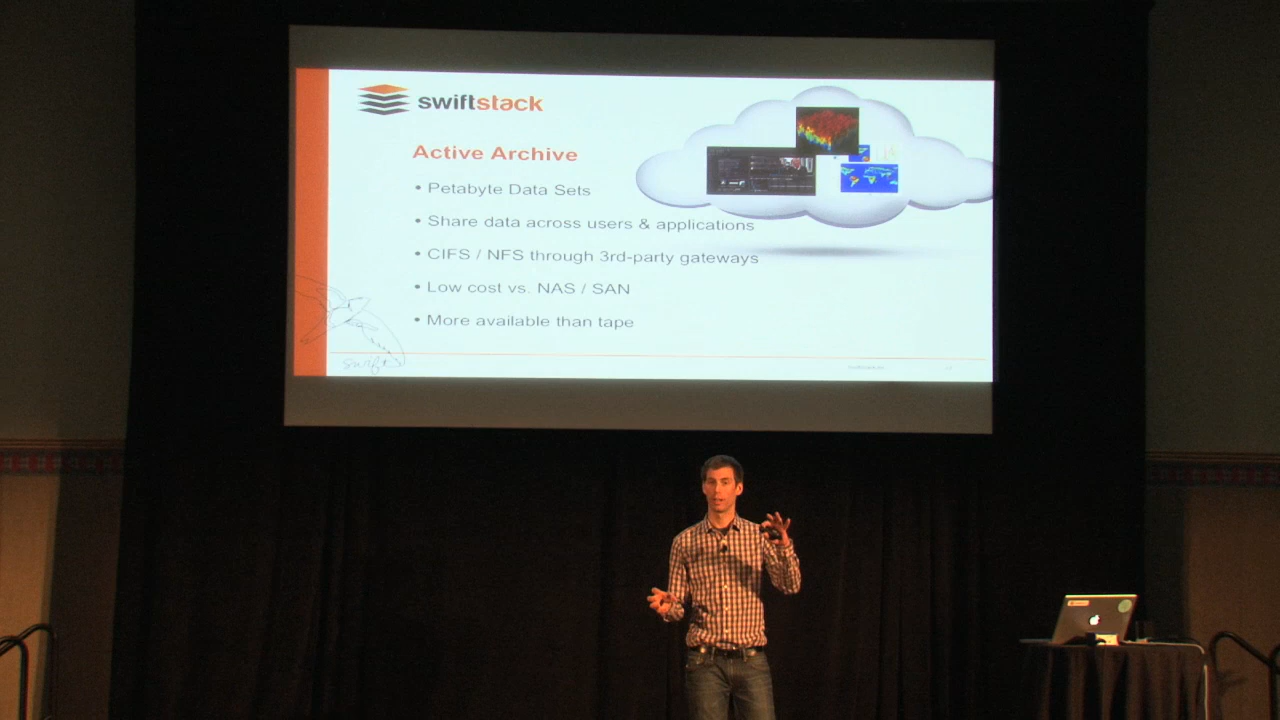 swiftstack
Active Archive
• Petabyte Data Sets
• Share data across users & applications
• CIFS / NFS through 3rd-party gateways
• Low cost vs. NAS / SAN
• More available than tape
swift